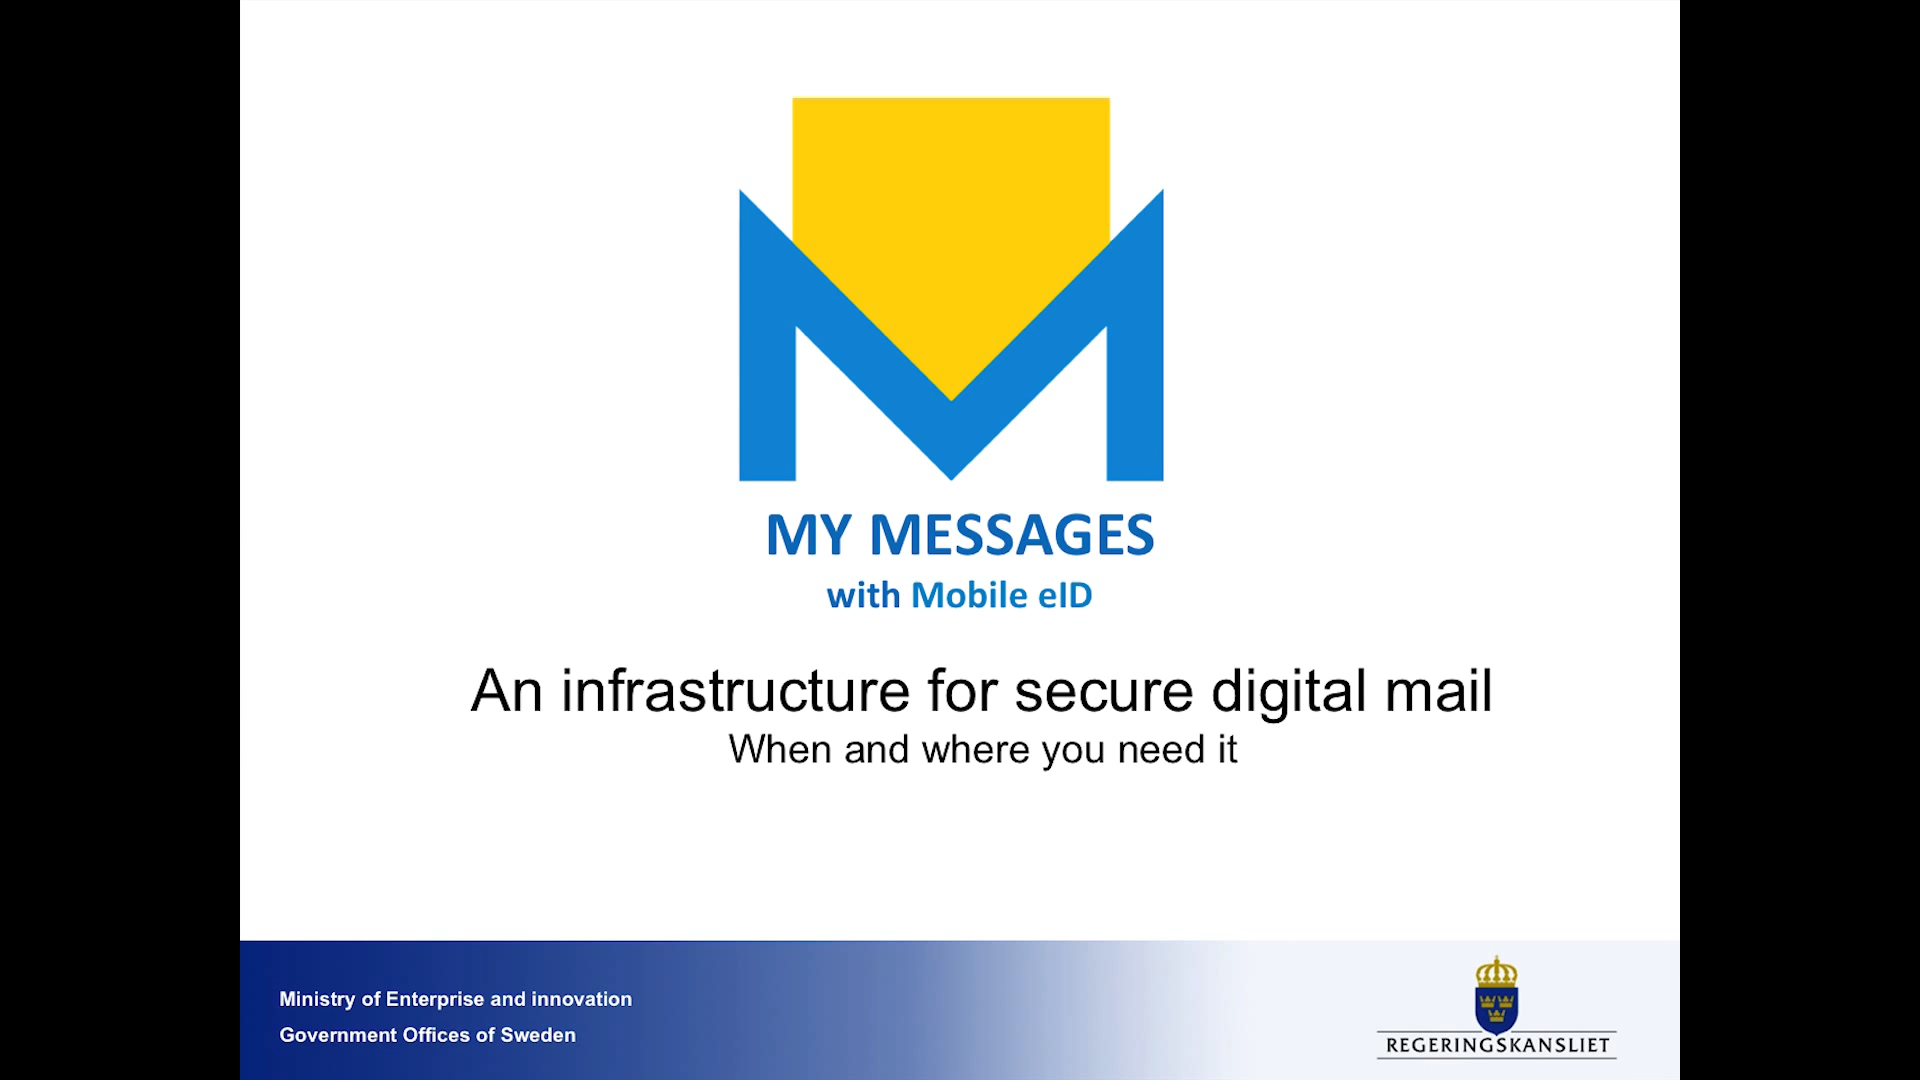 MY MESSAGES
with Mobile eID
An infrastructure for secure digital mail
When and where you need it
Ministry of Enterprise and innovation
Government Offices of Sweden
REGERINGSKANSLIET